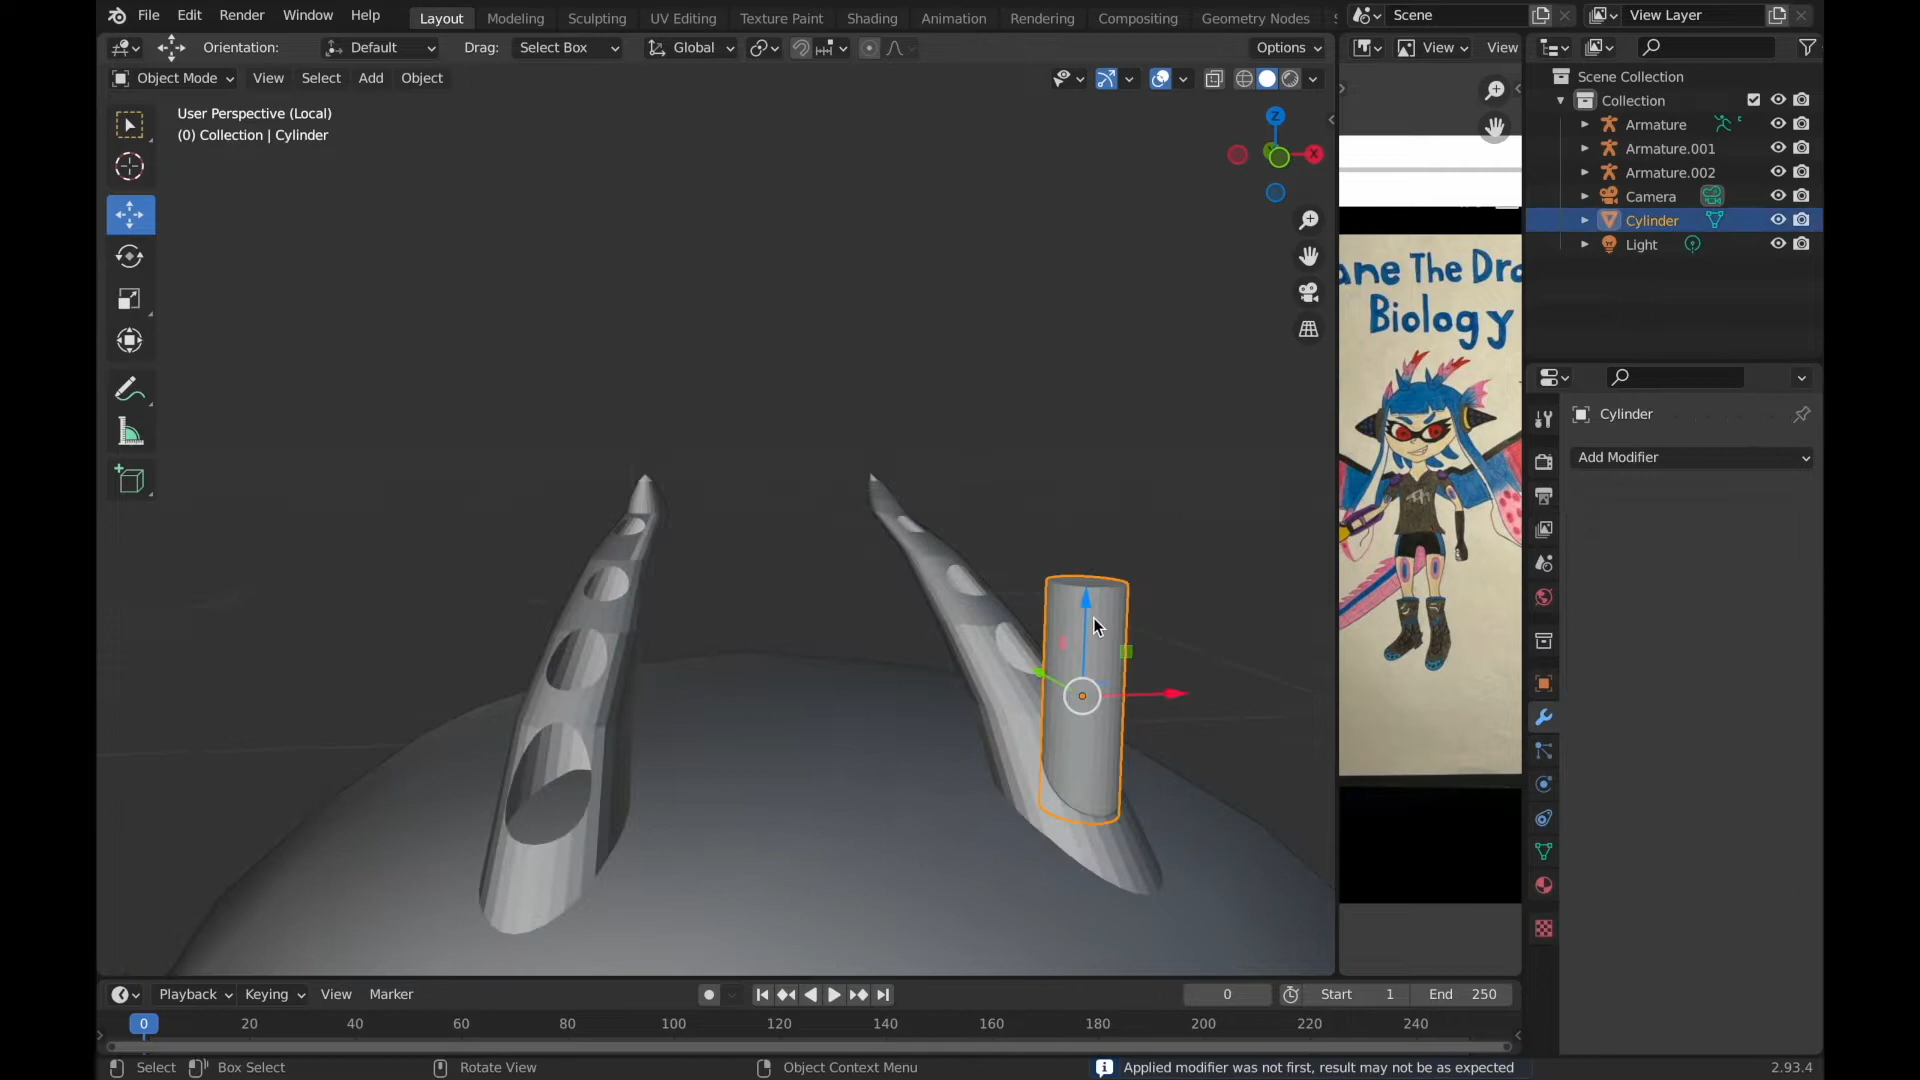 File Edit Render Window Help Layout Modeling Sculpting UV Editing Texture Paint Shading Animation Rendering Compositing Geometry Nodes Scene View Layer
Orientation: Default Drag: Select Box Global Options View View
Object Mode View Select Add Object
User Perspective (Local)
(0) Collection | Cylinder
Z
X
Scene Collection
Collection
Armature
Armature.001
Armature.002
Camera
Cylinder
Light
ane The Dra
Biology
Cylinder
Add Modifier
Playback Keying View Marker 0 Start 1 End 250
0 20 40 60 80 100 120 140 160 180 200 220 240
Select Box Select Rotate View Object Context Menu Applied modifier was not first, result may not be as expected 2.93.4